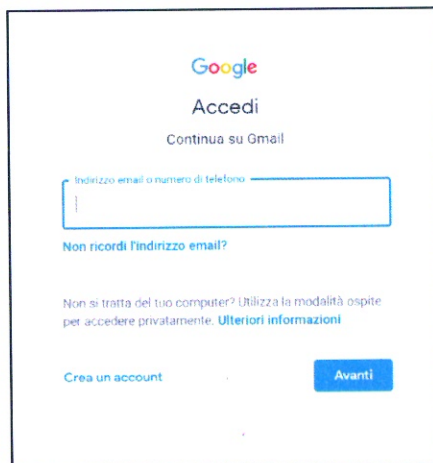 Google
Accedi
Continua su Gmail
Indirizzo email o numero di telefono
Non ricordi l'indirizzo email?
Non si tratta del tuo computer? Utilizza la modalità ospite
per accedere privatamente. Ulteriori informazioni
Crea un account
Avanti